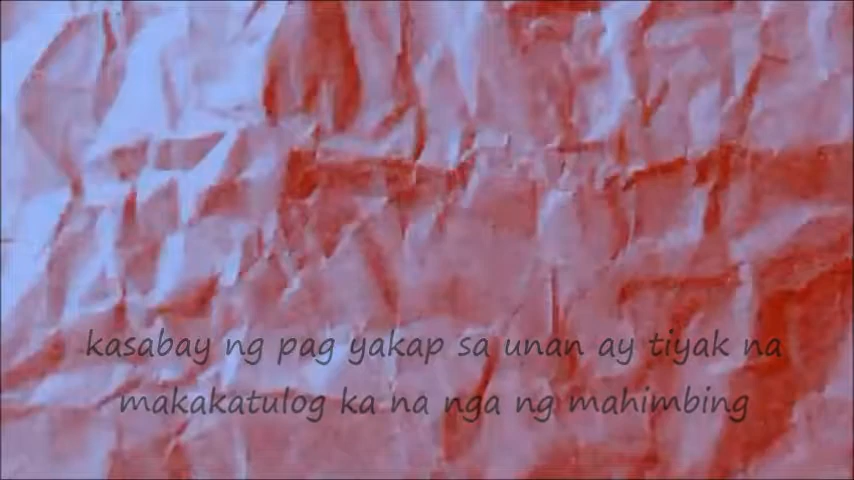 kasabay ng pag yakap sa unan ay tiyak na
makakatulog ka na nga ng mahimbing